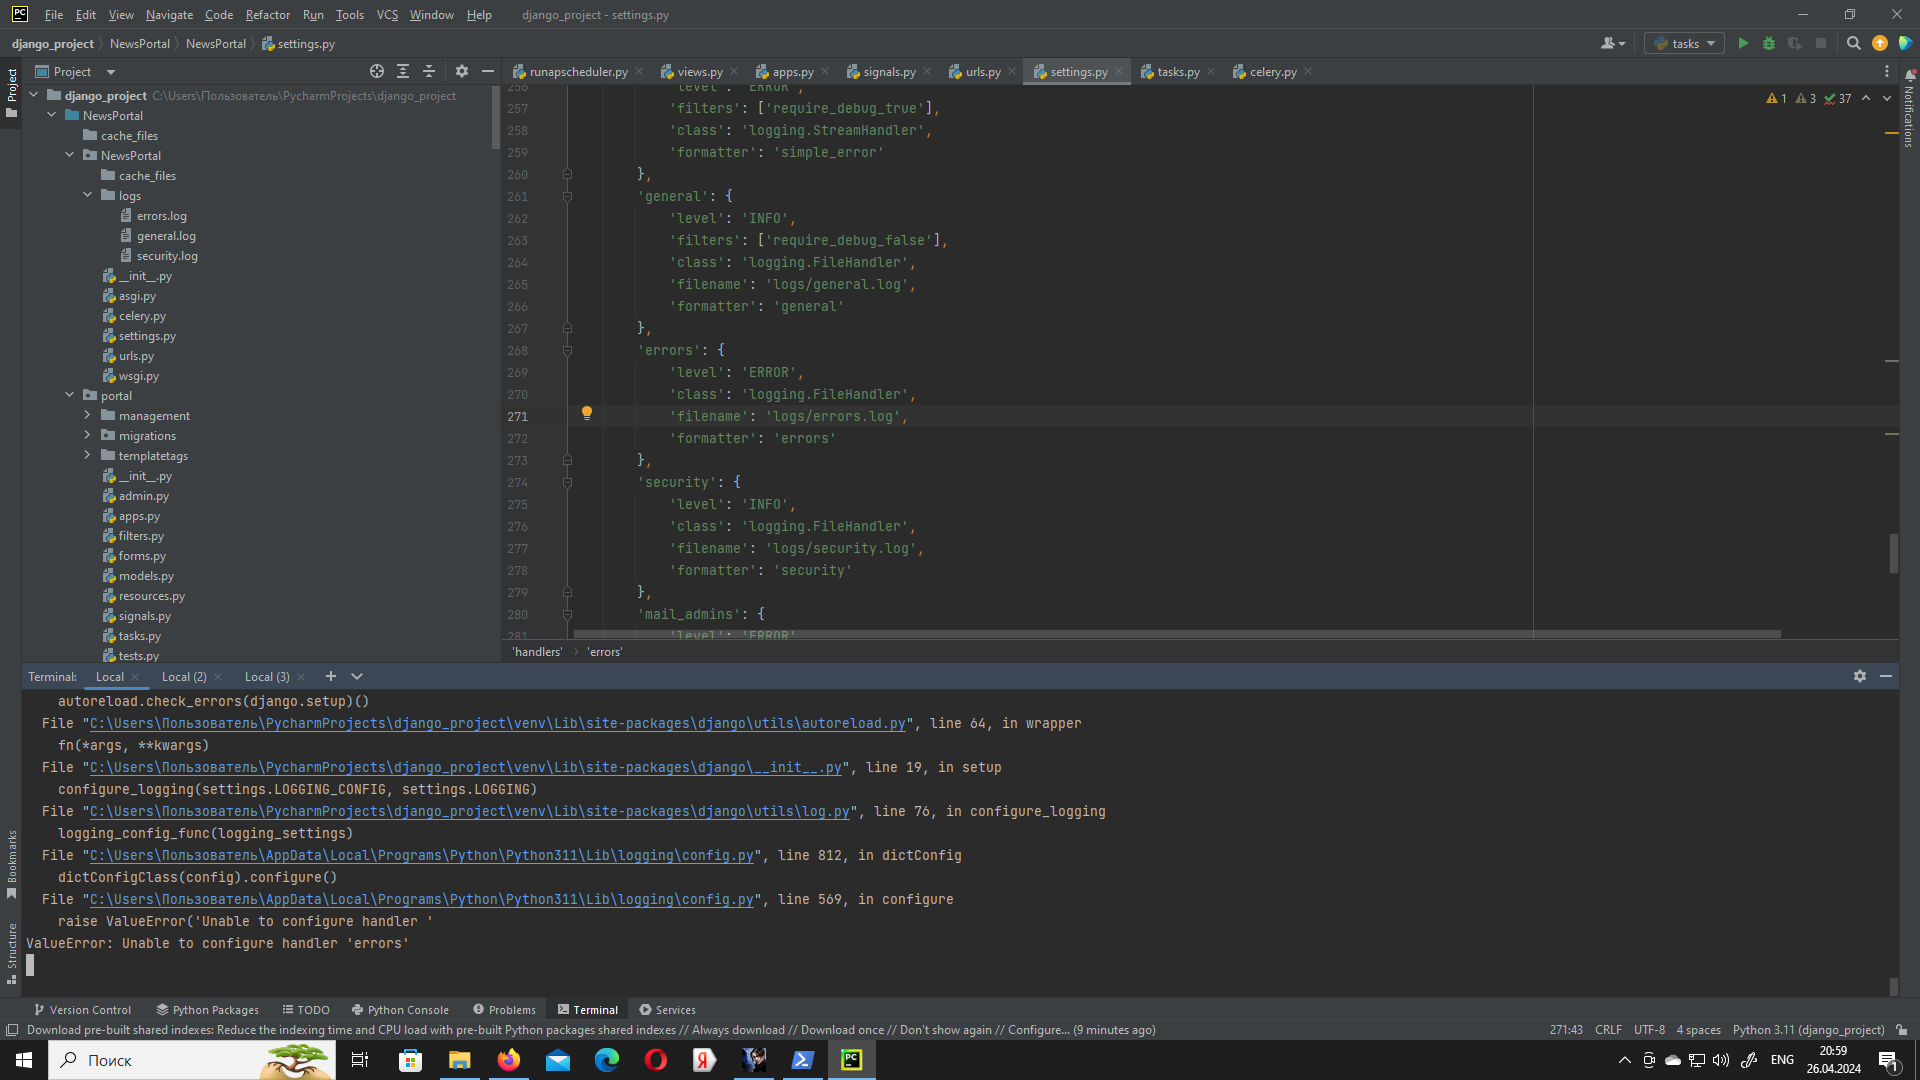 File Edit View Navigate Code Refactor Run Tools VCS Window Help django_project - settings.py
django_project NewsPortal NewsPortal settings.py
tasks
Project
runapscheduler.py views.py apps.py signals.py urls.py settings.py tasks.py celery.py
Project
Notifications
django_project C:\Users\Пользователь\PycharmProjects\django_project
NewsPortal
cache_files
NewsPortal
cache_files
logs
errors.log
general.log
security.log
__init__.py
asgi.py
celery.py
settings.py
urls.py
wsgi.py
portal
management
migrations
templatetags
__init__.py
admin.py
apps.py
filters.py
forms.py
models.py
resources.py
signals.py
tasks.py
tests.py
1 3 37
256 'level': 'ERROR',
257 'filters': ['require_debug_true'],
258 'class': 'logging.StreamHandler',
259 'formatter': 'simple_error'
260 },
261 'general': {
262 'level': 'INFO',
263 'filters': ['require_debug_false'],
264 'class': 'logging.FileHandler',
265 'filename': 'logs/general.log',
266 'formatter': 'general'
267 },
268 'errors': {
269 'level': 'ERROR',
270 'class': 'logging.FileHandler',
271 'filename': 'logs/errors.log',
272 'formatter': 'errors'
273 },
274 'security': {
275 'level': 'INFO',
276 'class': 'logging.FileHandler',
277 'filename': 'logs/security.log',
278 'formatter': 'security'
279 },
280 'mail_admins': {
281 'level': 'ERROR'
'handlers' 'errors'
Terminal: Local Local (2) Local (3)
autoreload.check_errors(django.setup)()
File "C:\Users\Пользователь\PycharmProjects\django_project\venv\Lib\site-packages\django\utils\autoreload.py", line 64, in wrapper
fn(*args, **kwargs)
File "C:\Users\Пользователь\PycharmProjects\django_project\venv\Lib\site-packages\django\__init__.py", line 19, in setup
configure_logging(settings.LOGGING_CONFIG, settings.LOGGING)
File "C:\Users\Пользователь\PycharmProjects\django_project\venv\Lib\site-packages\django\utils\log.py", line 76, in configure_logging
logging_config_func(logging_settings)
File "C:\Users\Пользователь\AppData\Local\Programs\Python\Python311\Lib\logging\config.py", line 812, in dictConfig
dictConfigClass(config).configure()
File "C:\Users\Пользователь\AppData\Local\Programs\Python\Python311\Lib\logging\config.py", line 569, in configure
raise ValueError('Unable to configure handler '
ValueError: Unable to configure handler 'errors'
Bookmarks
Structure
Version Control Python Packages TODO Python Console Problems Terminal Services
Download pre-built shared indexes: Reduce the indexing time and CPU load with pre-built Python packages shared indexes // Always download // Download once // Don't show again // Configure... (9 minutes ago) 271:43 CRLF UTF-8 4 spaces Python 3.11 (django_project)
Поиск
ENG
20:59
26.04.2024
1